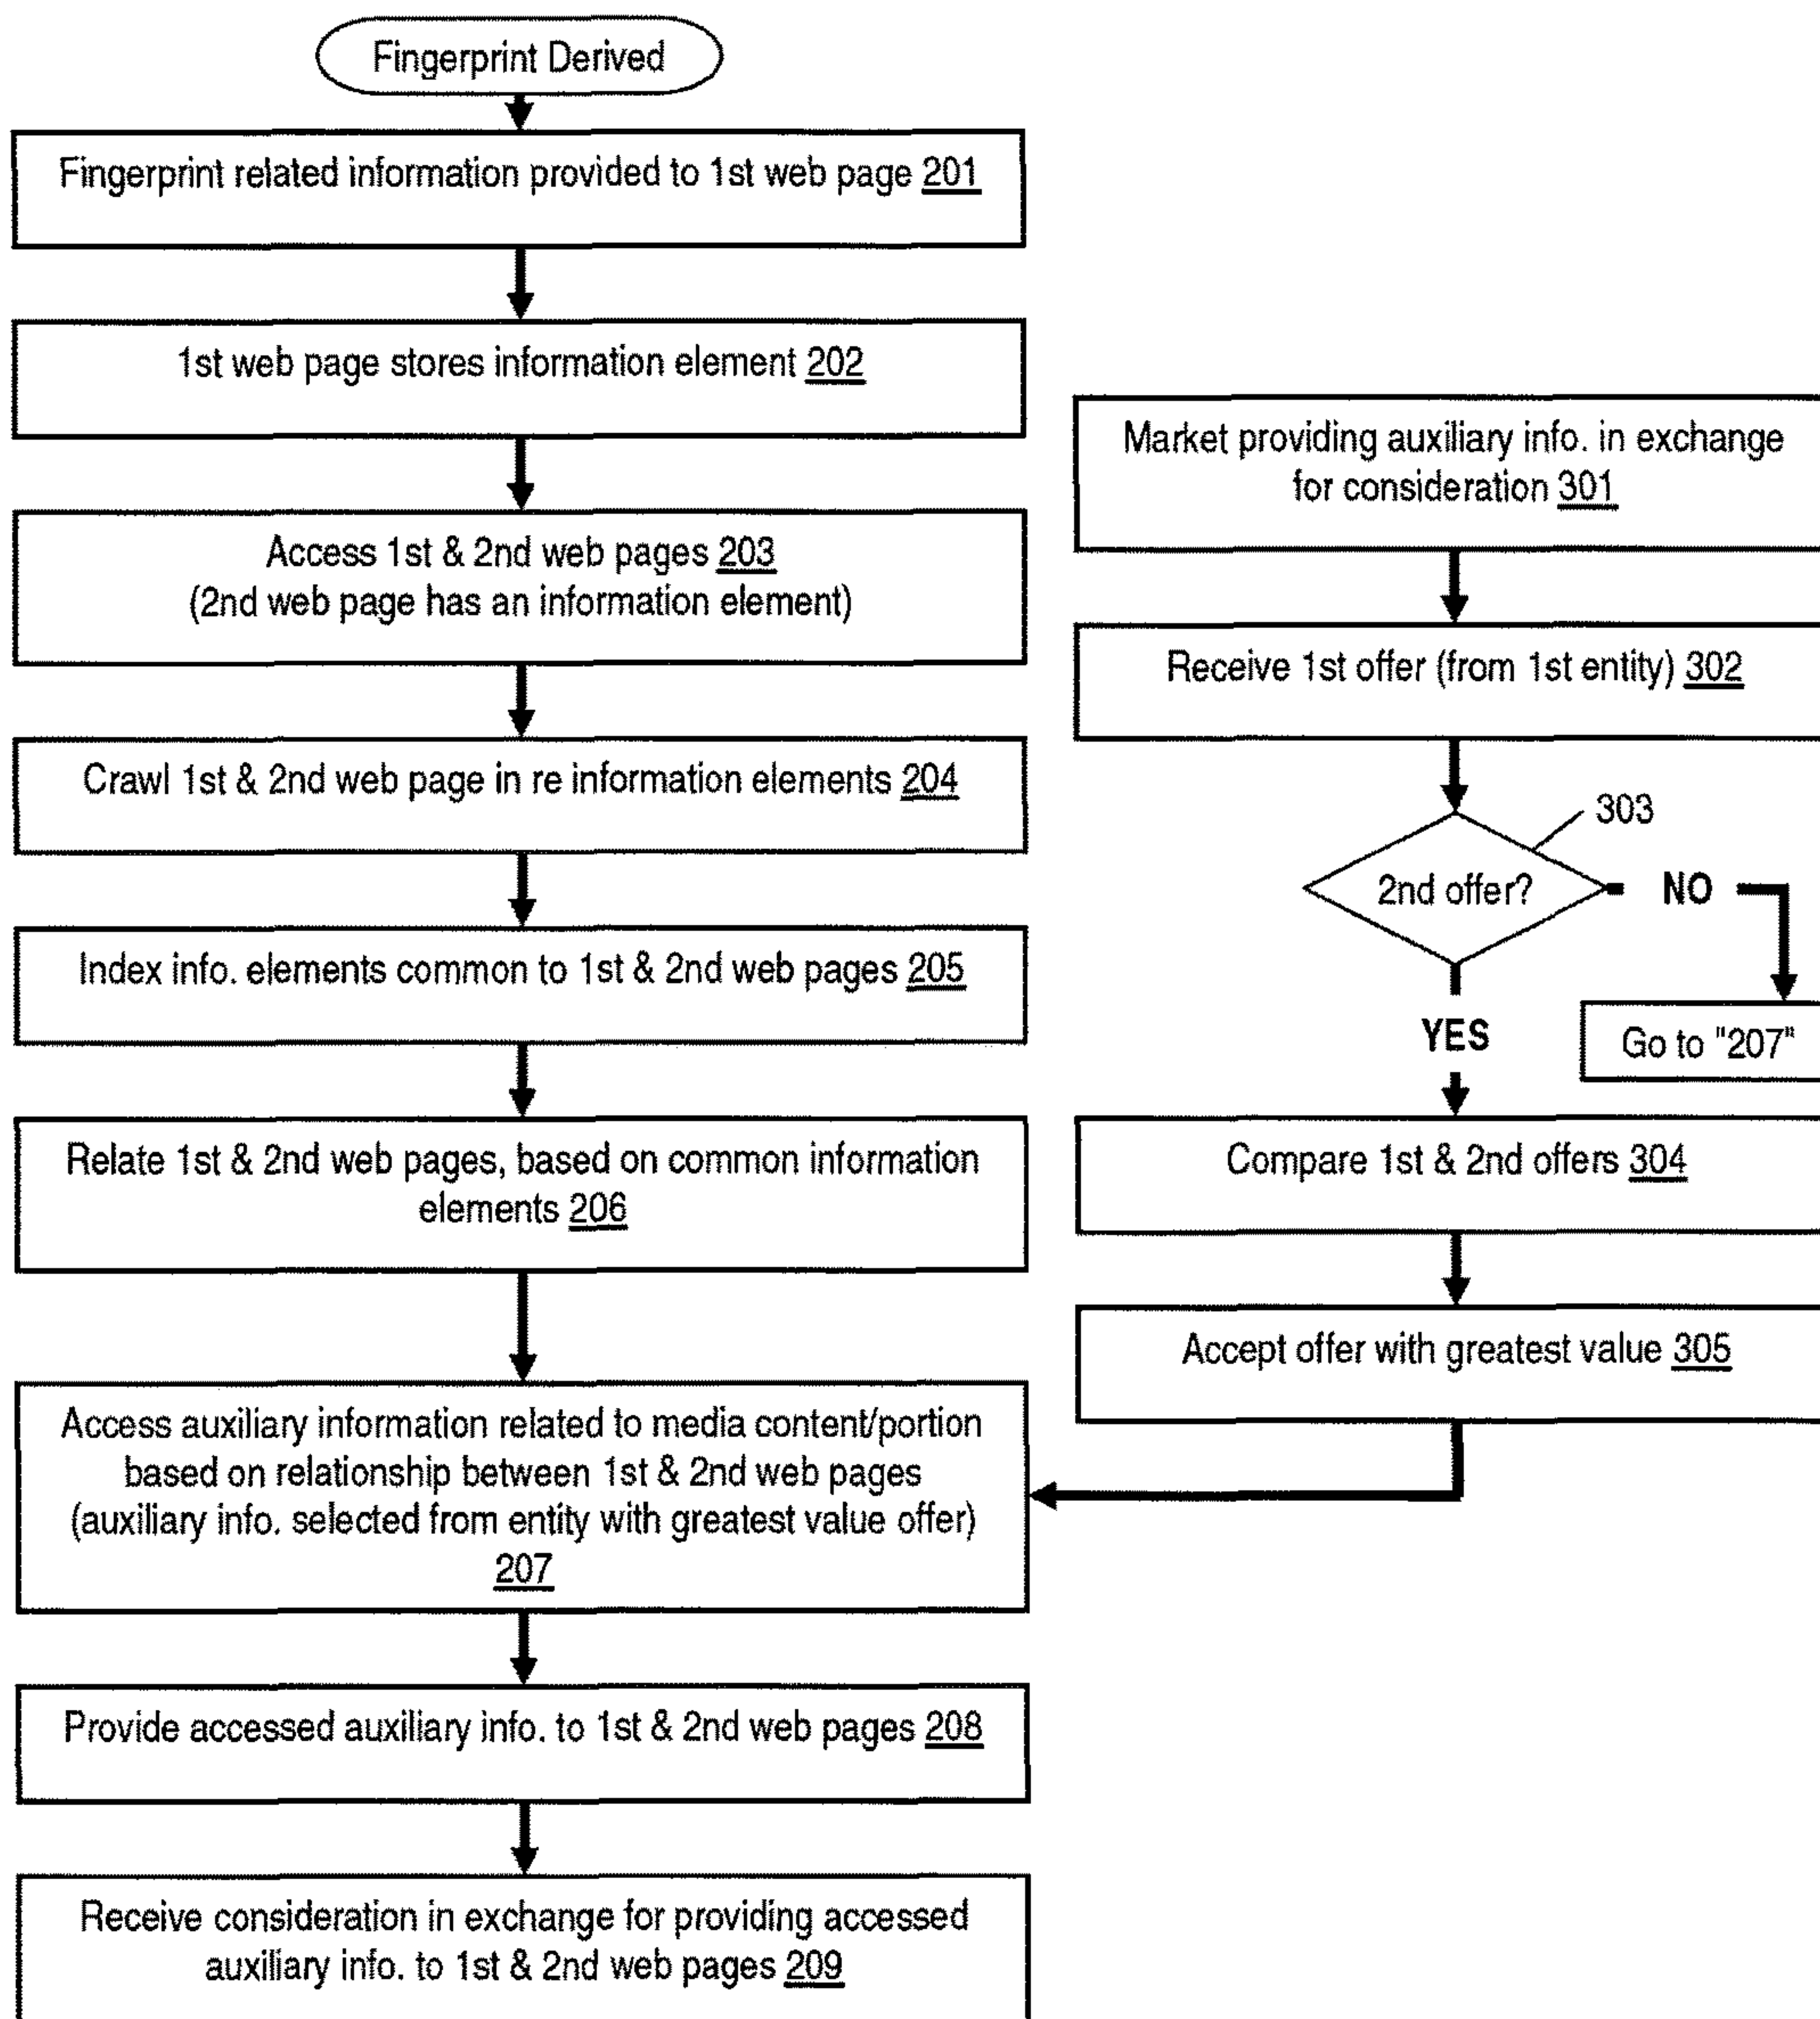 Fingerprint Derived
Fingerprint related information provided to 1st web page 201
1st web page stores information element 202
Access 1st & 2nd web pages 203
(2nd web page has an information element)
Crawl 1st & 2nd web page in re information elements 204
Index info. elements common to 1st & 2nd web pages 205
Relate 1st & 2nd web pages, based on common information
elements 206
Access auxiliary information related to media content/portion
based on relationship between 1st & 2nd web pages
(auxiliary info. selected from entity with greatest value offer)
207
Provide accessed auxiliary info. to 1st & 2nd web pages 208
Receive consideration in exchange for providing accessed
auxiliary info. to 1st & 2nd web pages 209
Market providing auxiliary info. in exchange
for consideration 301
Receive 1st offer (from 1st entity) 302
303
2nd offer?
NO
YES
Go to "207"
Compare 1st & 2nd offers 304
Accept offer with greatest value 305